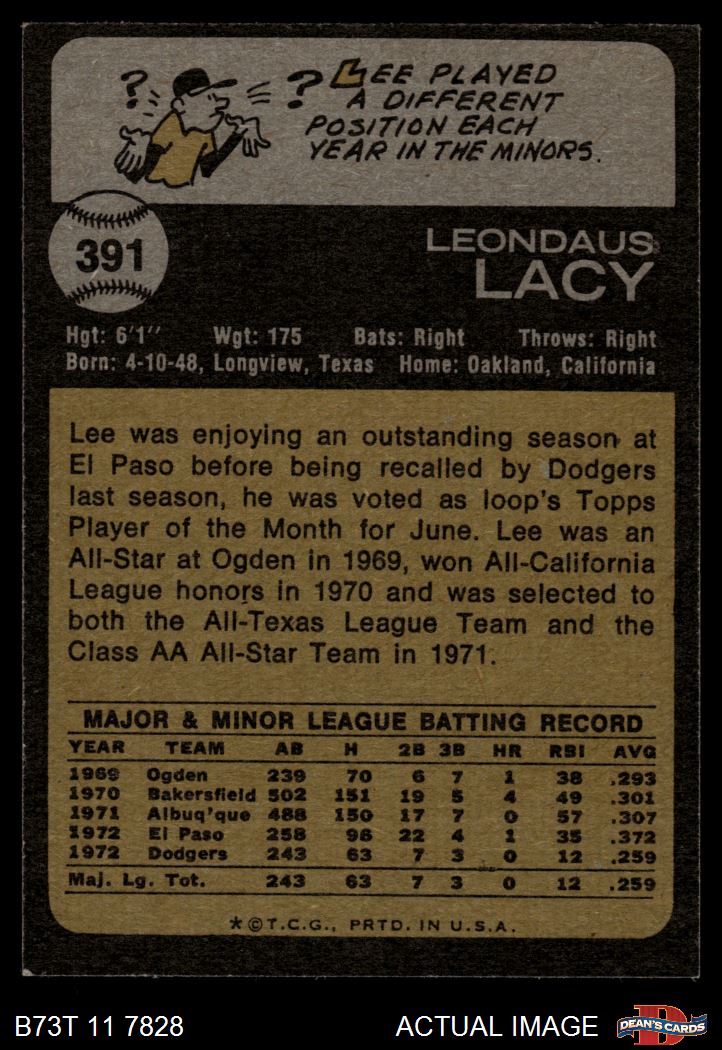 ? ? LEE PLAYED
A DIFFERENT
POSITION EACH
YEAR IN THE MINORS.
391
LEONDAUS
LACY
Hgt: 6'1" Wgt: 175 Bats: Right Throws: Right
Born: 4-10-48, Longview, Texas Home: Oakland, California
Lee was enjoying an outstanding season at
El Paso before being recalled by Dodgers
last season, he was voted as loop's Topps
Player of the Month for June. Lee was an
All-Star at Ogden in 1969, won All-California
League honors in 1970 and was selected to
both the All-Texas League Team and the
Class AA All-Star Team in 1971.
MAJOR & MINOR LEAGUE BATTING RECORD
YEAR TEAM AB H 2B 3B HR RBI AVG
1969 Ogden 239 70 6 7 1 38 .293
1970 Bakersfield 502 151 19 5 4 49 .301
1971 Albuq'que 488 150 17 7 0 57 .307
1972 El Paso 258 96 22 4 1 35 .372
1972 Dodgers 243 63 7 3 0 12 .259
Maj. Lg. Tot. 243 63 7 3 0 12 .259
*©T.C.G., PRTD. IN U.S.A.
B73T 11 7828 ACTUAL IMAGE D DEAN'S CARDS